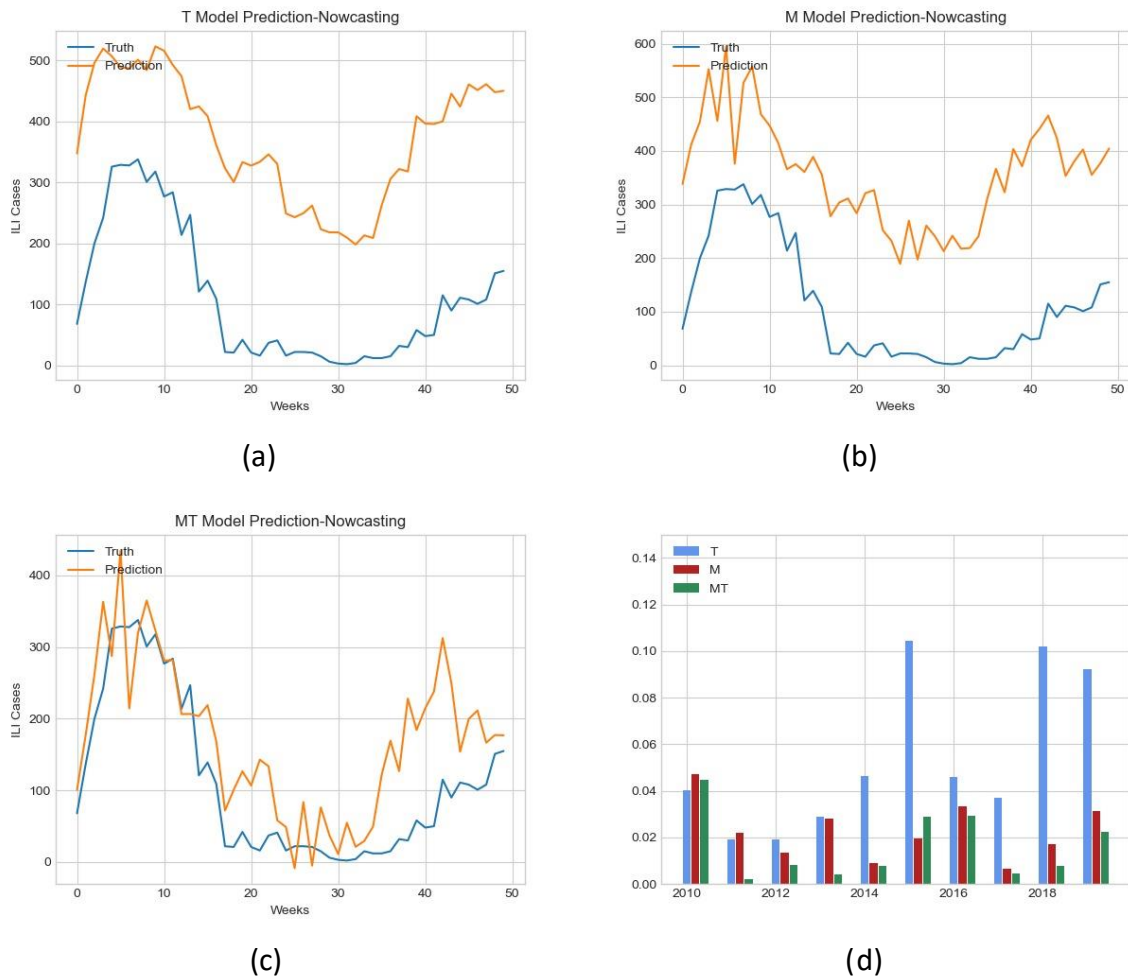 T Model Prediction-Nowcasting
Truth
Prediction
500
400
300
200
100
0
ILI Cases
0 10 20 30 40 50
Weeks
(a)
M Model Prediction-Nowcasting
Truth
Prediction
600
500
400
300
200
100
0
ILI Cases
0 10 20 30 40 50
Weeks
(b)
MT Model Prediction-Nowcasting
Truth
Prediction
400
300
200
100
0
ILI Cases
0 10 20 30 40 50
Weeks
(c)
T
M
MT
0.14
0.12
0.10
0.08
0.06
0.04
0.02
0.00
2010 2012 2014 2016 2018
(d)